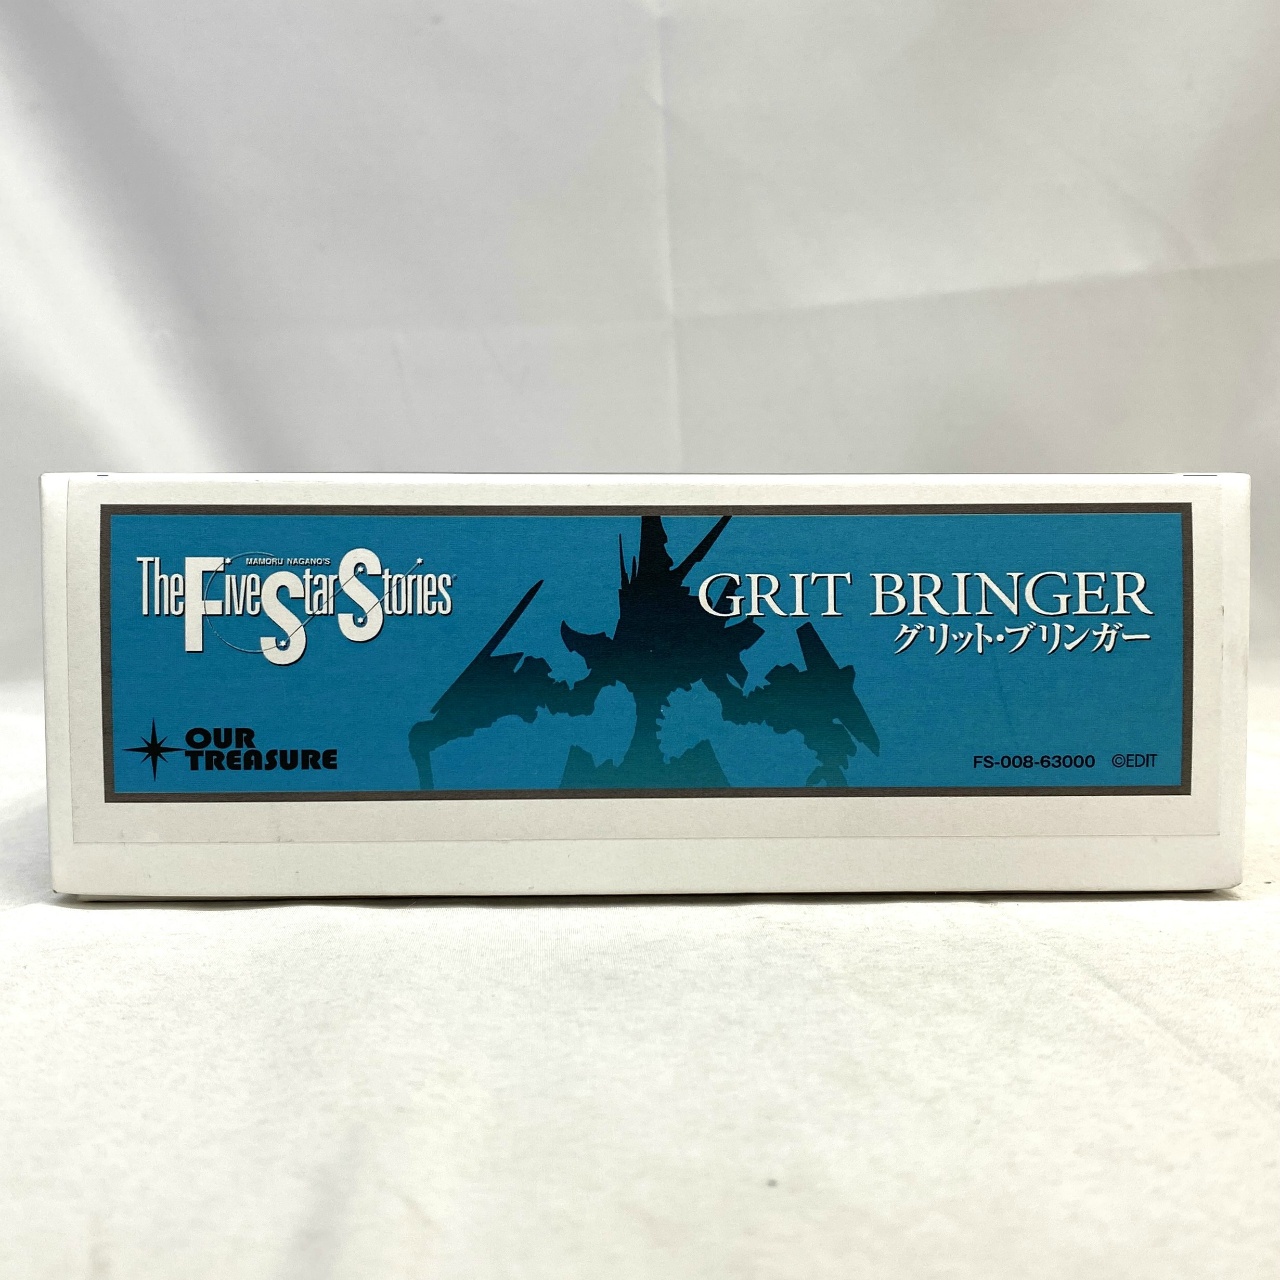 MAMORU NAGANO'S
The Five Star Stories
GRIT BRINGER
グリット・ブリンガー
OUR
TREASURE
FS-008-63000 ©EDIT